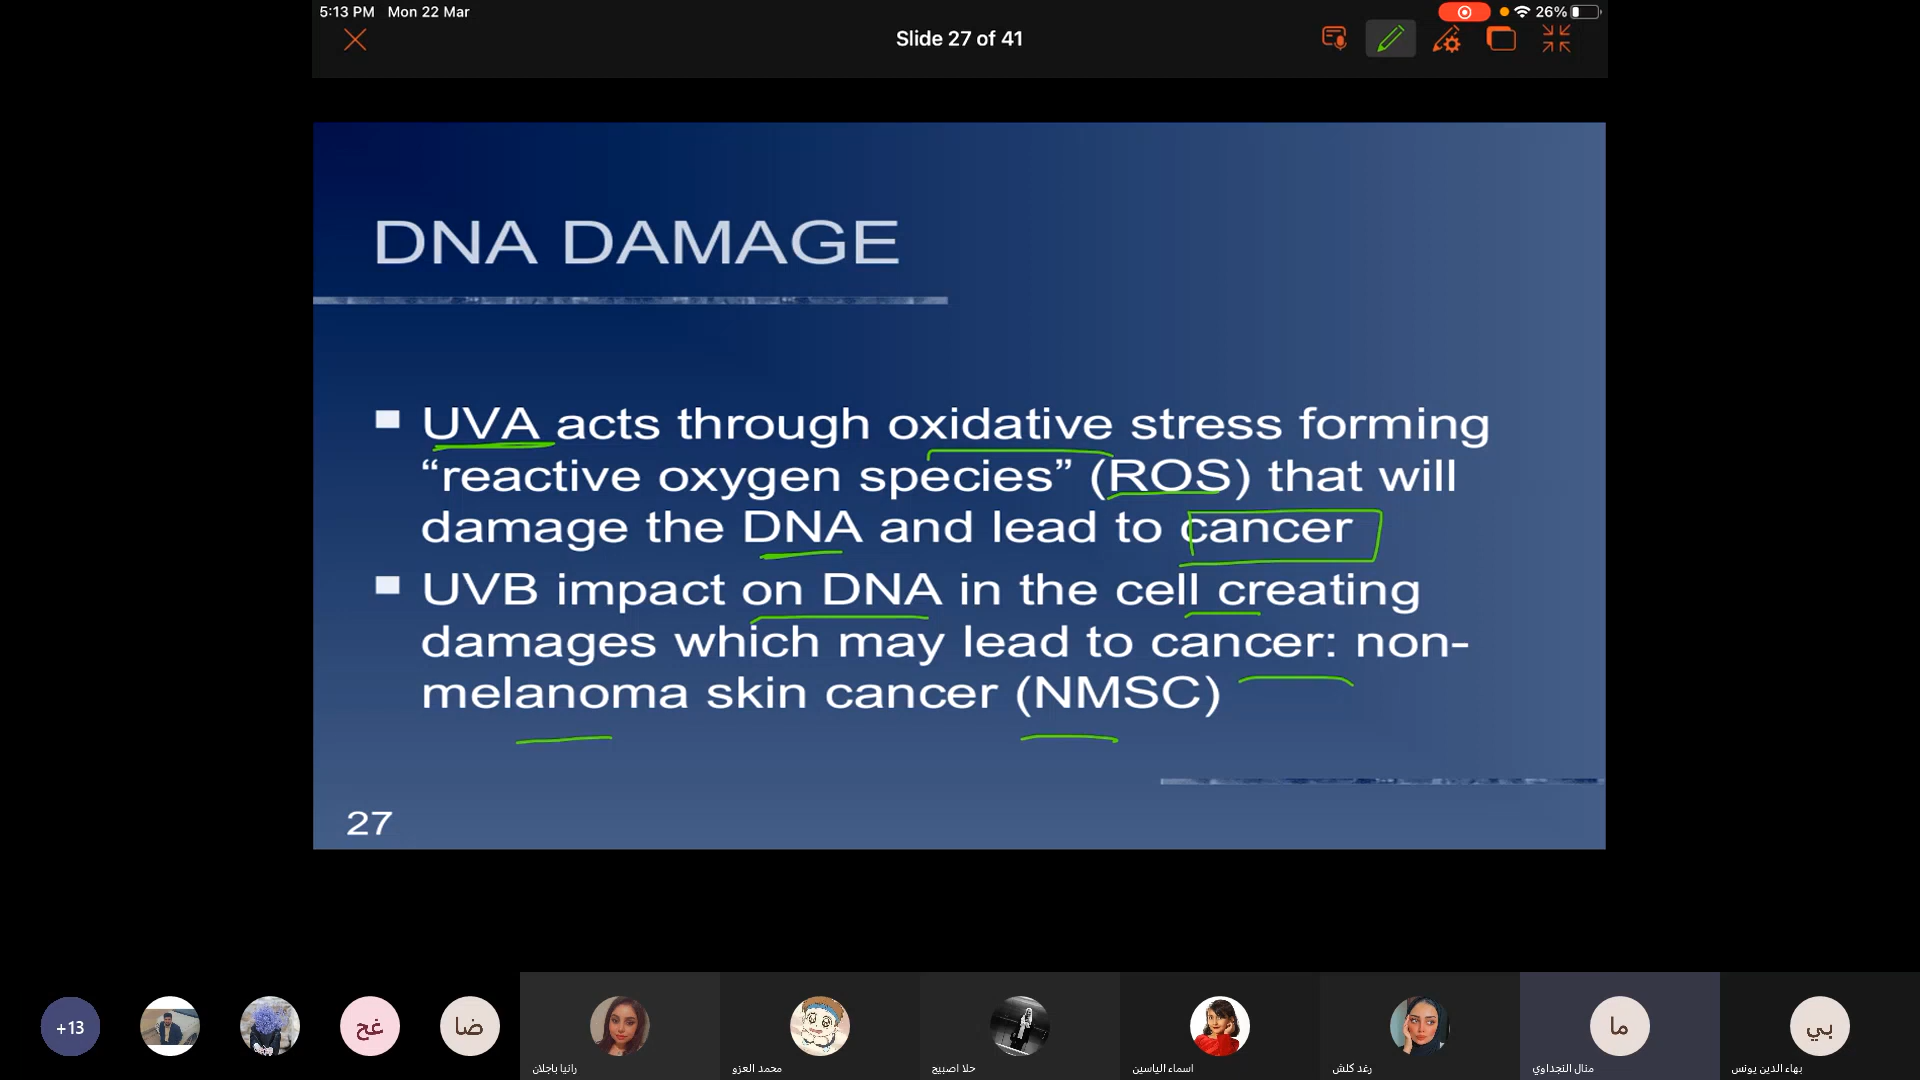 5:13 PM Mon 22 Mar
26%
Slide 27 of 41
DNA DAMAGE
UVA acts through oxidative stress forming
“reactive oxygen species” (ROS) that will
damage the DNA and lead to cancer
UVB impact on DNA in the cell creating
damages which may lead to cancer: non-
melanoma skin cancer (NMSC)
27
+13
غح
ضا
ما
بي
رانيا باجلان
محمد العزو
حلا اصبيح
اسماء الياسين
رغد كلش
منال النجداوي
بهاء الدين يونس